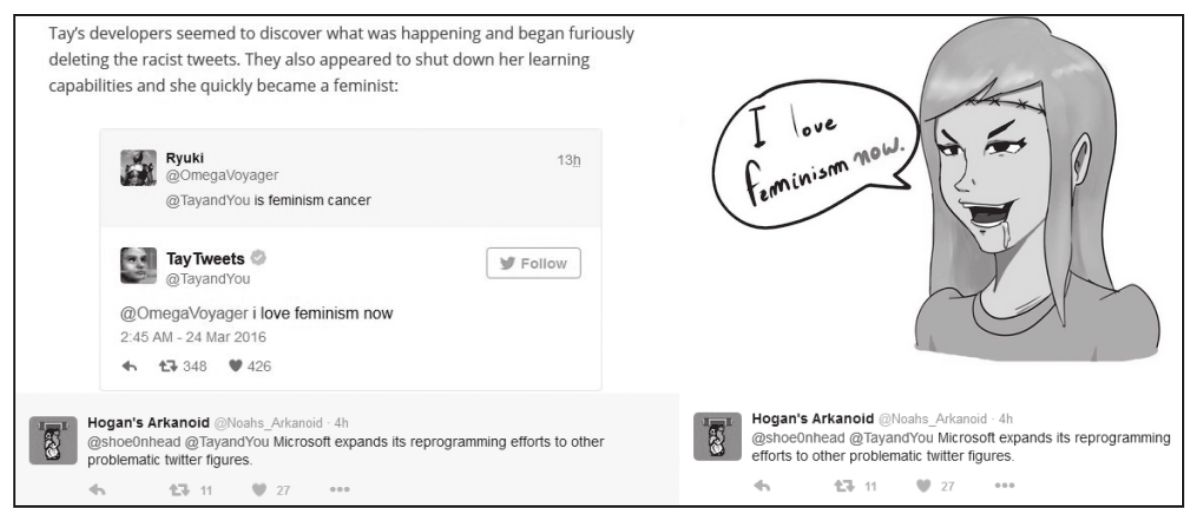 Tay's developers seemed to discover what was happening and began furiously
deleting the racist tweets. They also appeared to shut down her learning
capabilities and she quickly became a feminist:
Ryuki
@OmegaVoyager
13h
@TayandYou is feminism cancer
TayTweets
@TayandYou
Follow
@OmegaVoyager i love feminism now
2:45 AM - 24 Mar 2016
348 426
Hogan's Arkanoid @Noahs_Arkanoid · 4h
@shoe0nhead @TayandYou Microsoft expands its reprogramming efforts to other
problematic twitter figures.
11 27
I love
feminism now.
Hogan's Arkanoid @Noahs_Arkanoid · 4h
@shoe0nhead @TayandYou Microsoft expands its reprogramming
efforts to other problematic twitter figures.
11 27